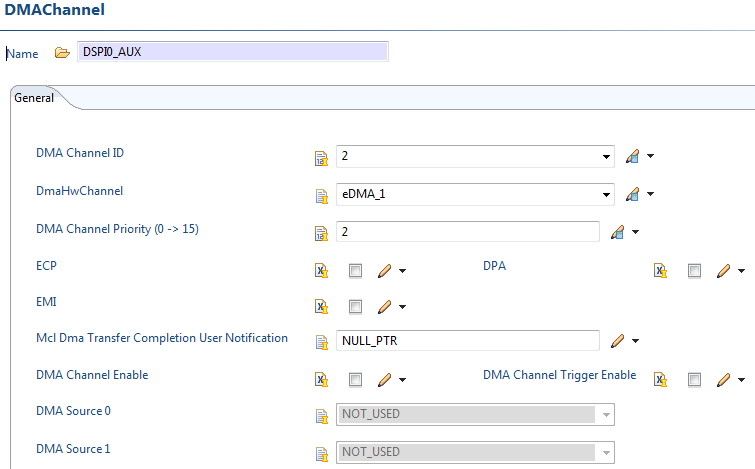 DMAChannel
Name DSPI0_AUX
General
DMA Channel ID 2
DmaHwChannel eDMA_1
DMA Channel Priority (0 -> 15) 2
ECP DPA
EMI
Mcl Dma Transfer Completion User Notification NULL_PTR
DMA Channel Enable DMA Channel Trigger Enable
DMA Source 0 NOT_USED
DMA Source 1 NOT_USED